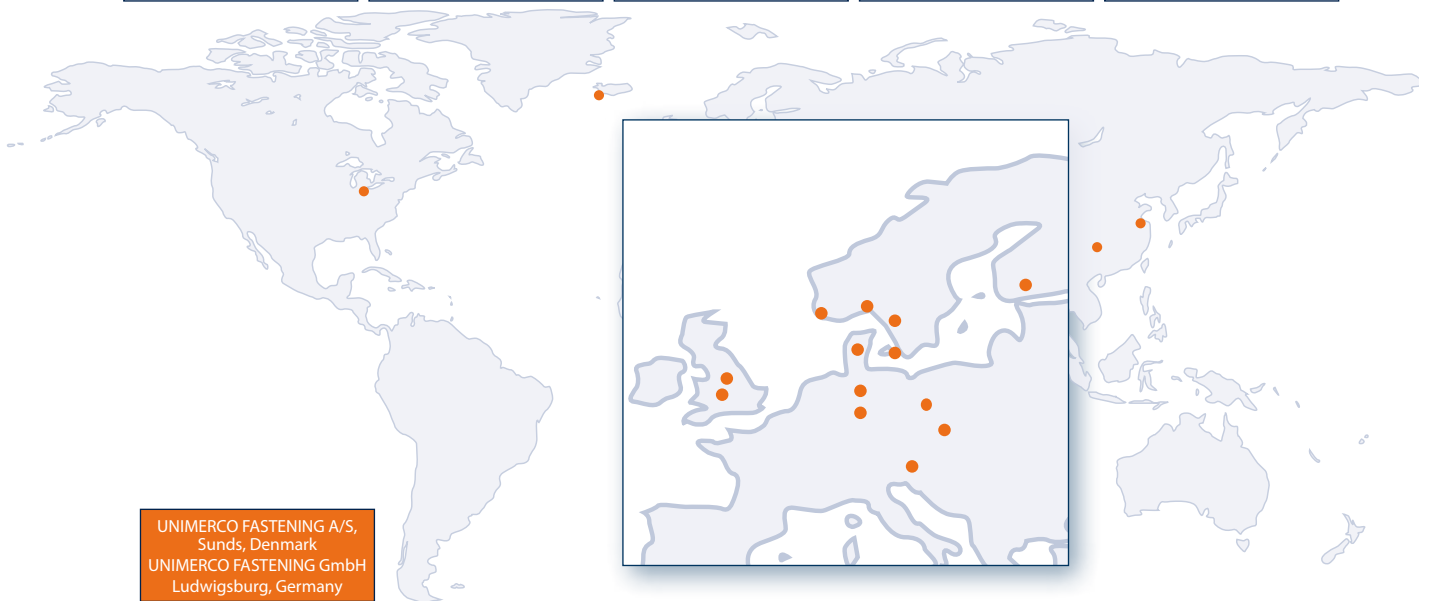 UNIMERCO FASTENING A/S,
Sunds, Denmark
UNIMERCO FASTENING GmbH
Ludwigsburg, Germany